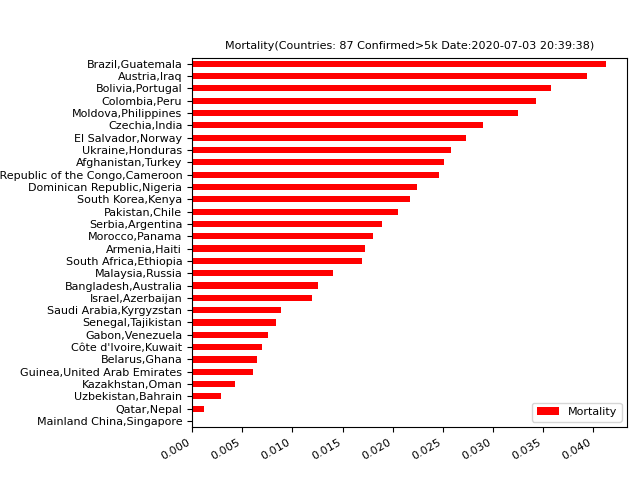 Mortality(Countries: 87 Confirmed>5k Date:2020-07-03 20:39:38)
Brazil,Guatemala
Austria,Iraq
Bolivia,Portugal
Colombia,Peru
Moldova,Philippines
Czechia,India
El Salvador,Norway
Ukraine,Honduras
Afghanistan,Turkey
Republic of the Congo,Cameroon
Dominican Republic,Nigeria
South Korea,Kenya
Pakistan,Chile
Serbia,Argentina
Morocco,Panama
Armenia,Haiti
South Africa,Ethiopia
Malaysia,Russia
Bangladesh,Australia
Israel,Azerbaijan
Saudi Arabia,Kyrgyzstan
Senegal,Tajikistan
Gabon,Venezuela
Côte d'Ivoire,Kuwait
Belarus,Ghana
Guinea,United Arab Emirates
Kazakhstan,Oman
Uzbekistan,Bahrain
Qatar,Nepal
Mainland China,Singapore
Mortality
0.000 0.005 0.010 0.015 0.020 0.025 0.030 0.035 0.040